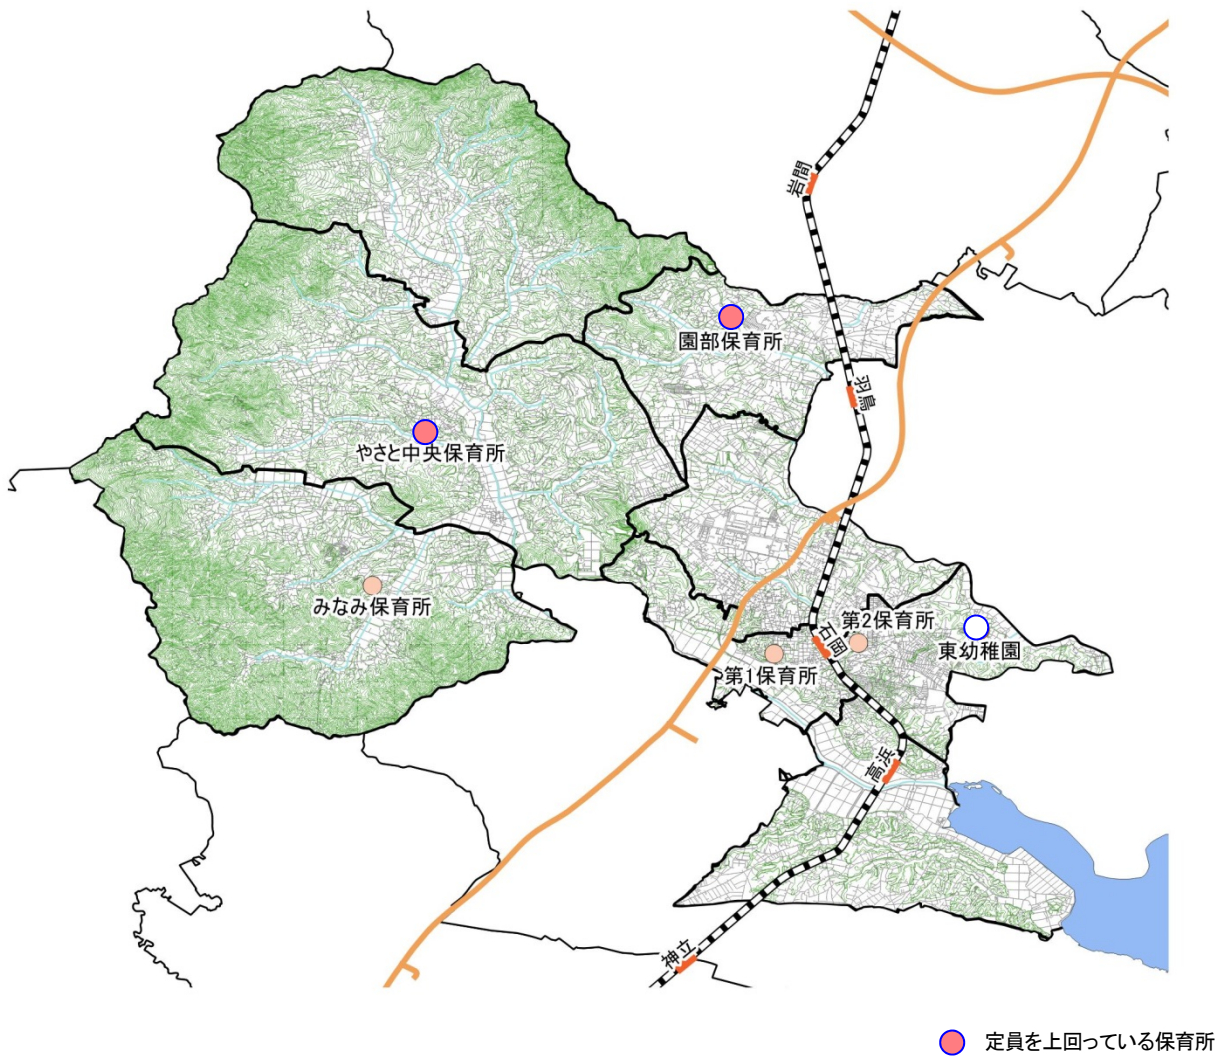 岩間
園部保育所
羽鳥
やさと中央保育所
みなみ保育所
第2保育所
石岡
東幼稚園
第1保育所
高浜
神立
定員を上回っている保育所